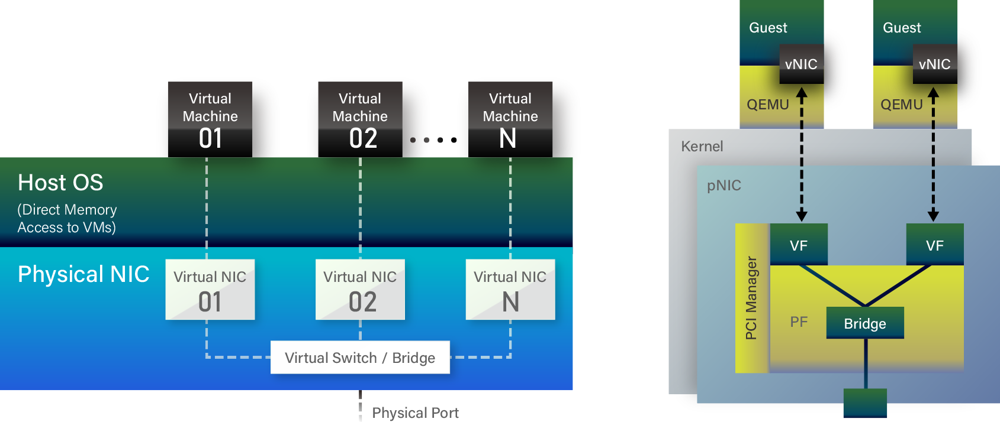 Virtual
Machine
01
Virtual
Machine
02
Virtual
Machine
N
Host OS
(Direct Memory
Access to VMs)
Physical NIC
Virtual NIC
01
Virtual NIC
02
Virtual NIC
N
Virtual Switch / Bridge
Physical Port
Guest
vNIC
QEMU
Guest
vNIC
QEMU
Kernel
pNIC
PCI Manager
VF
VF
PF
Bridge